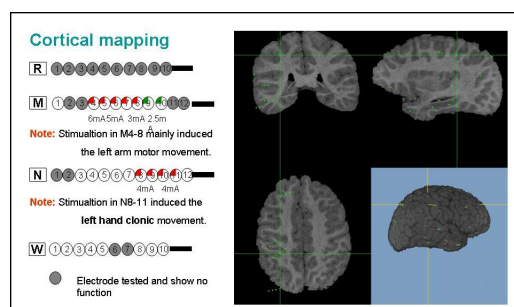 Cortical mapping
R 1 2 3 4 5 6 7 8 9 10
M 1 2 3 4 5 6 7 8 9 10 11 12
6mA 5mA 3mA 2.5m
A
Note: Stimualtion in M4-8 mainly induced
the left arm motor movement.
N 1 2 3 4 5 6 7 8 9 10 11 12
4mA 4mA
Note: Stimualtion in N8-11 induced the
left hand clonic movement.
W 1 2 3 4 5 6 7 8 9 10
Electrode tested and show no
function